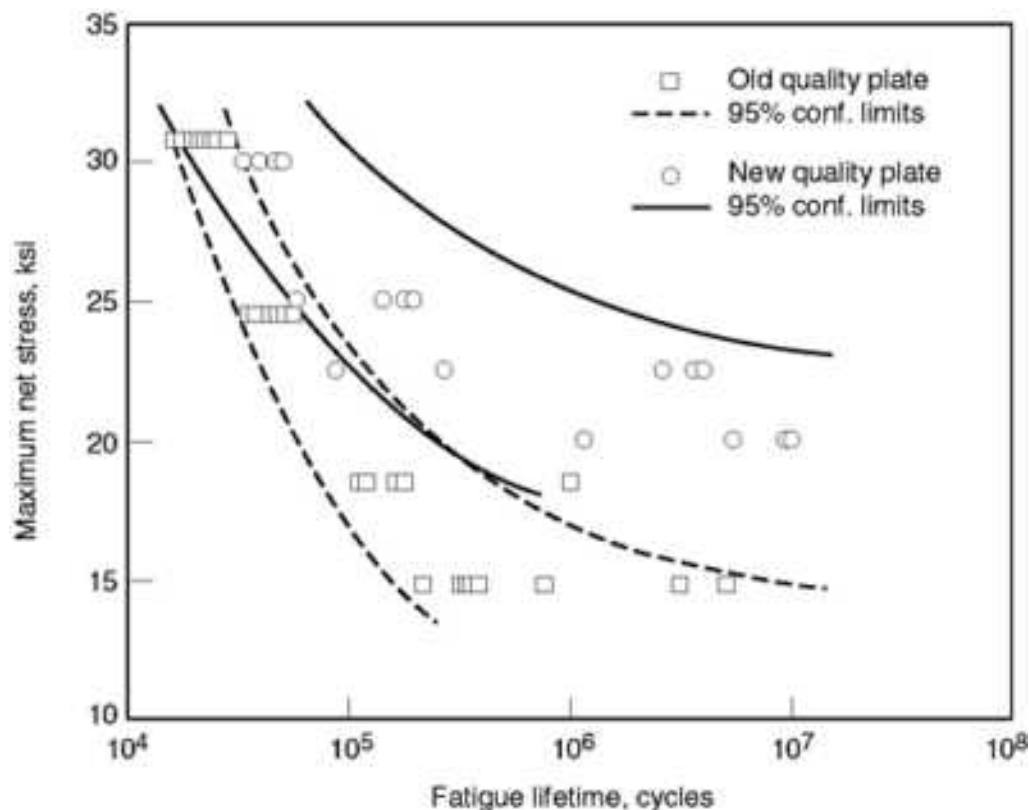 35
30
25
20
15
10
Maximum net stress, ksi
Old quality plate
95% conf. limits
New quality plate
95% conf. limits
10⁴
10⁵
10⁶
10⁷
10⁸
Fatigue lifetime, cycles